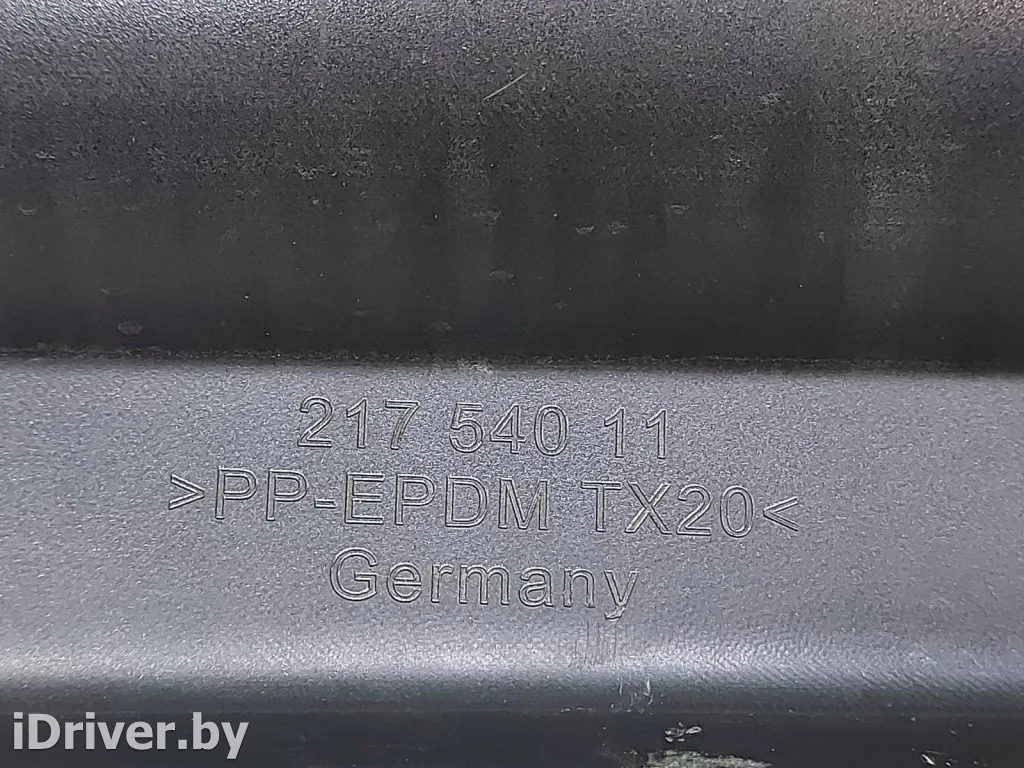 217 540 11
>PP-EPDM TX20<
Germany
iDriver.by